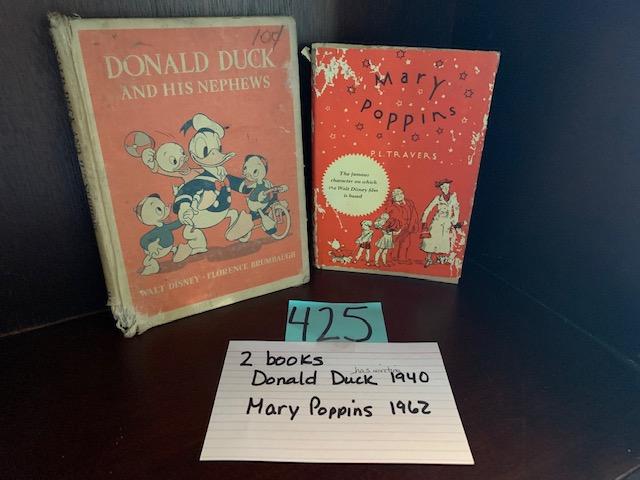 10¢
DONALD DUCK
AND HIS NEPHEWS
WALT DISNEY · FLORENCE BRUMBAUGH
Mary
Poppins
P. L. TRAVERS
The famous
character on which
the Walt Disney film
is based
425
2 books
has writing
Donald Duck 1940
Mary Poppins 1962